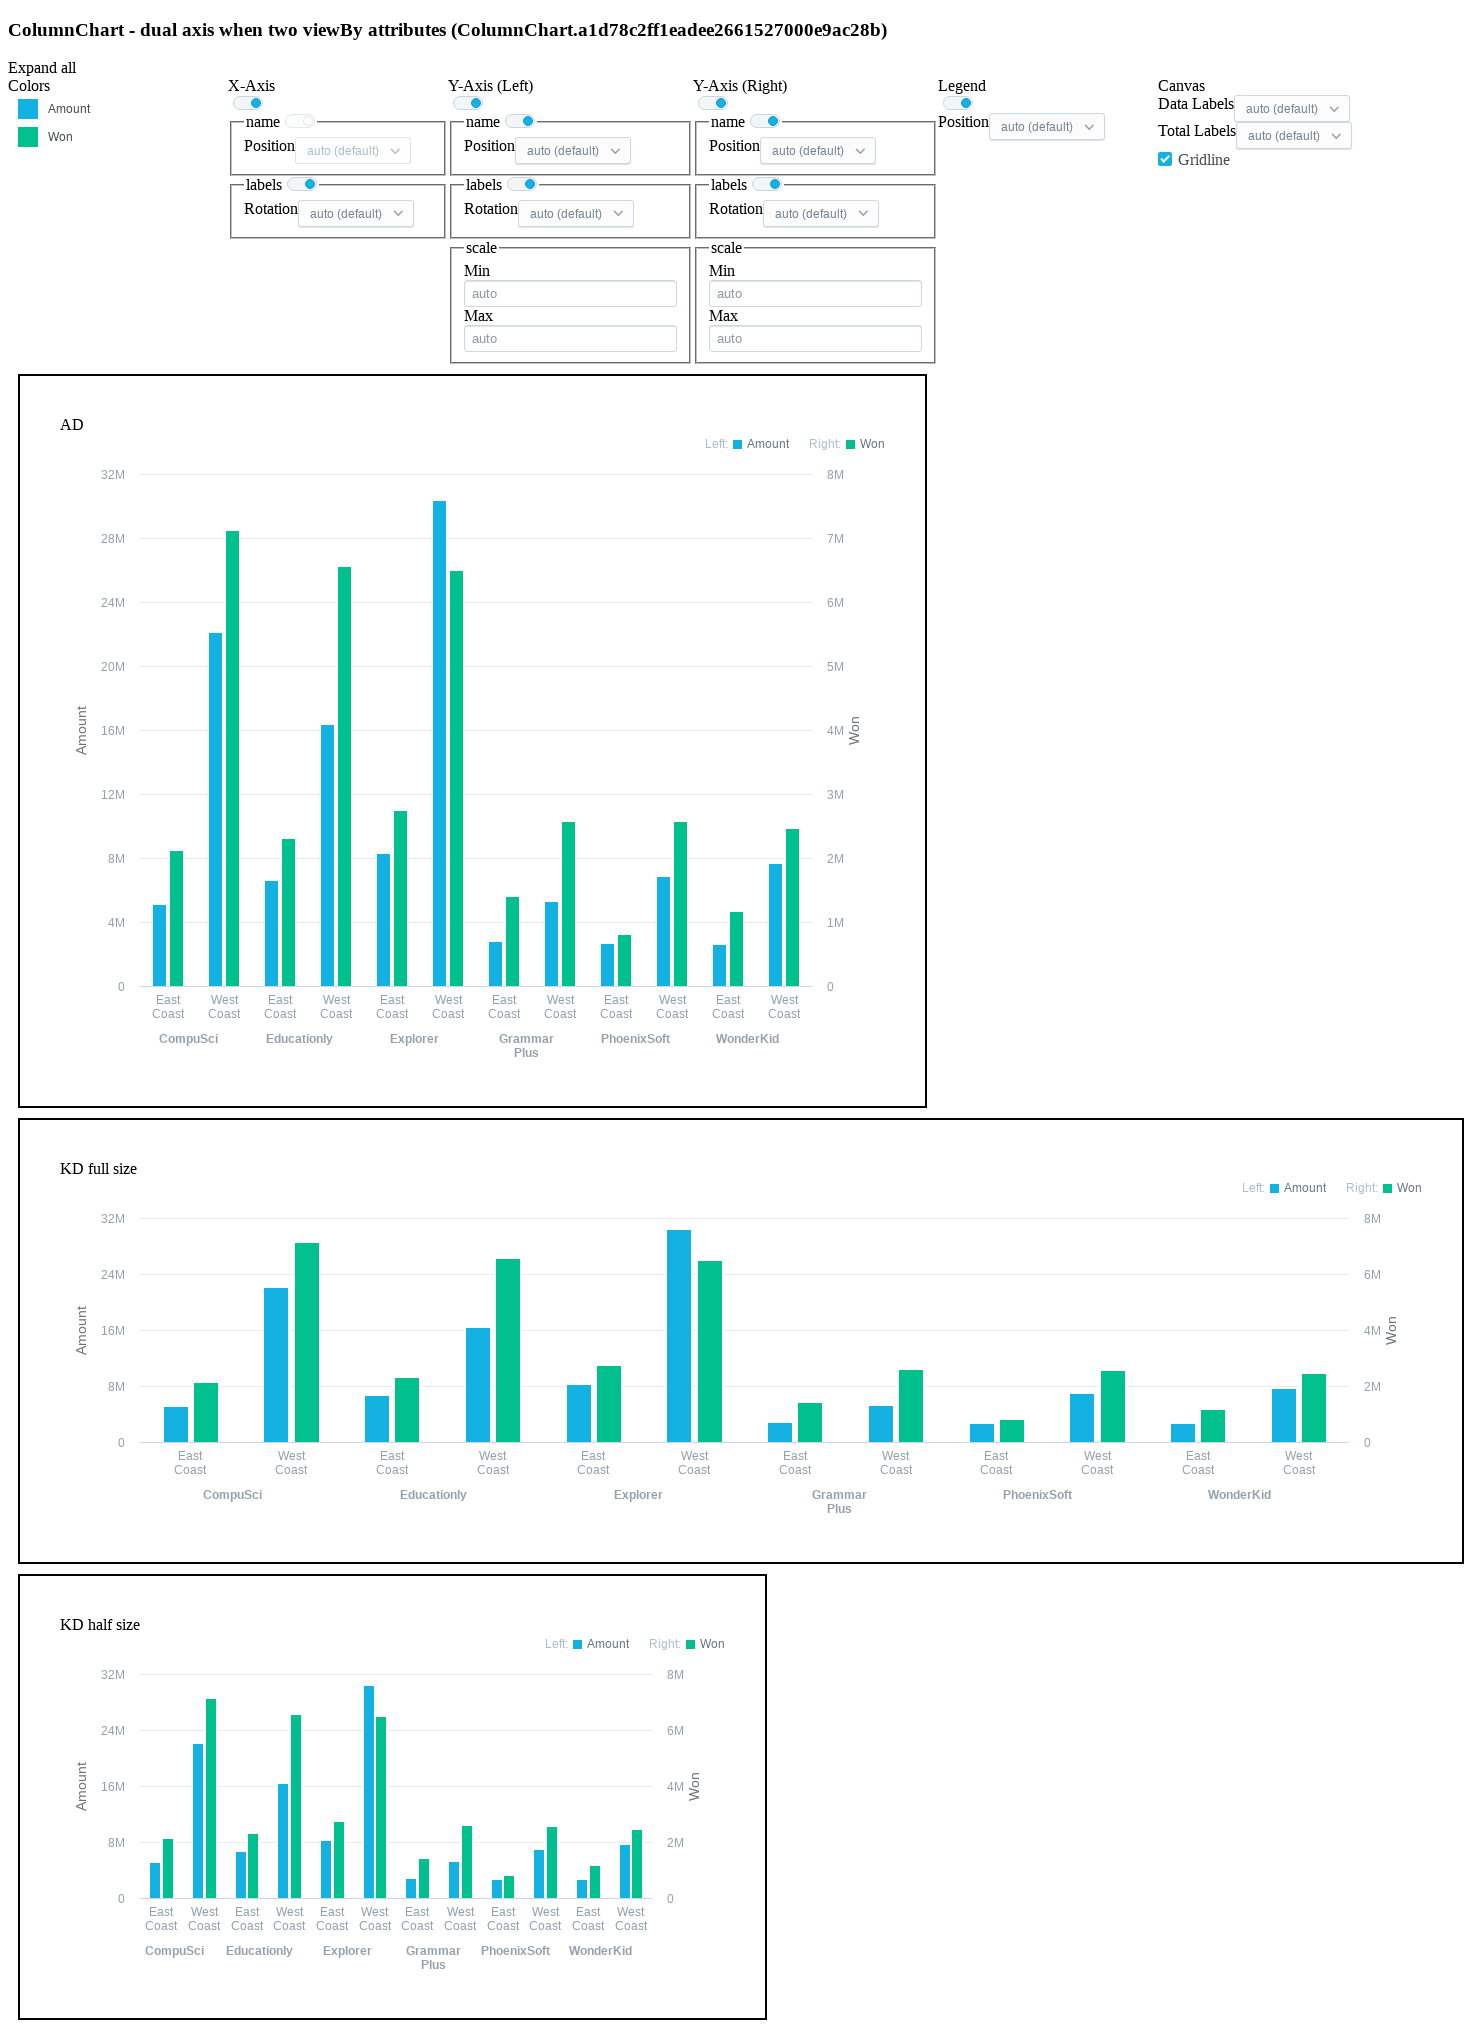 ColumnChart - dual axis when two viewBy attributes (ColumnChart.a1d78c2ff1eadee2661527000e9ac28b)
Expand all
Colors
Amount
Won
X-Axis
name
Position auto (default)
labels
Rotation auto (default)
Y-Axis (Left)
name
Position auto (default)
labels
Rotation auto (default)
scale
Min
auto
Max
auto
Y-Axis (Right)
name
Position auto (default)
labels
Rotation auto (default)
scale
Min
auto
Max
auto
Legend
Position auto (default)
Canvas
Data Labels auto (default)
Total Labels auto (default)
Gridline
AD
Left: Amount Right: Won
32M 8M
28M 7M
24M 6M
20M 5M
Amount
16M 4M
Won
12M 3M
8M 2M
4M 1M
0 0
East West East West East West East West East West East West
Coast Coast Coast Coast Coast Coast Coast Coast Coast Coast Coast Coast
CompuSci Educationly Explorer Grammar PhoenixSoft WonderKid
Plus
KD full size
Left: Amount Right: Won
32M 8M
24M 6M
Amount
16M 4M
Won
8M 2M
0 0
East West East West East West East West East West East West
Coast Coast Coast Coast Coast Coast Coast Coast Coast Coast Coast Coast
CompuSci Educationly Explorer Grammar PhoenixSoft WonderKid
Plus
KD half size
Left: Amount Right: Won
32M 8M
24M 6M
Amount
16M 4M
Won
8M 2M
0 0
East West East West East West East West East West East West
Coast Coast Coast Coast Coast Coast Coast Coast Coast Coast Coast Coast
CompuSci Educationly Explorer Grammar PhoenixSoft WonderKid
Plus